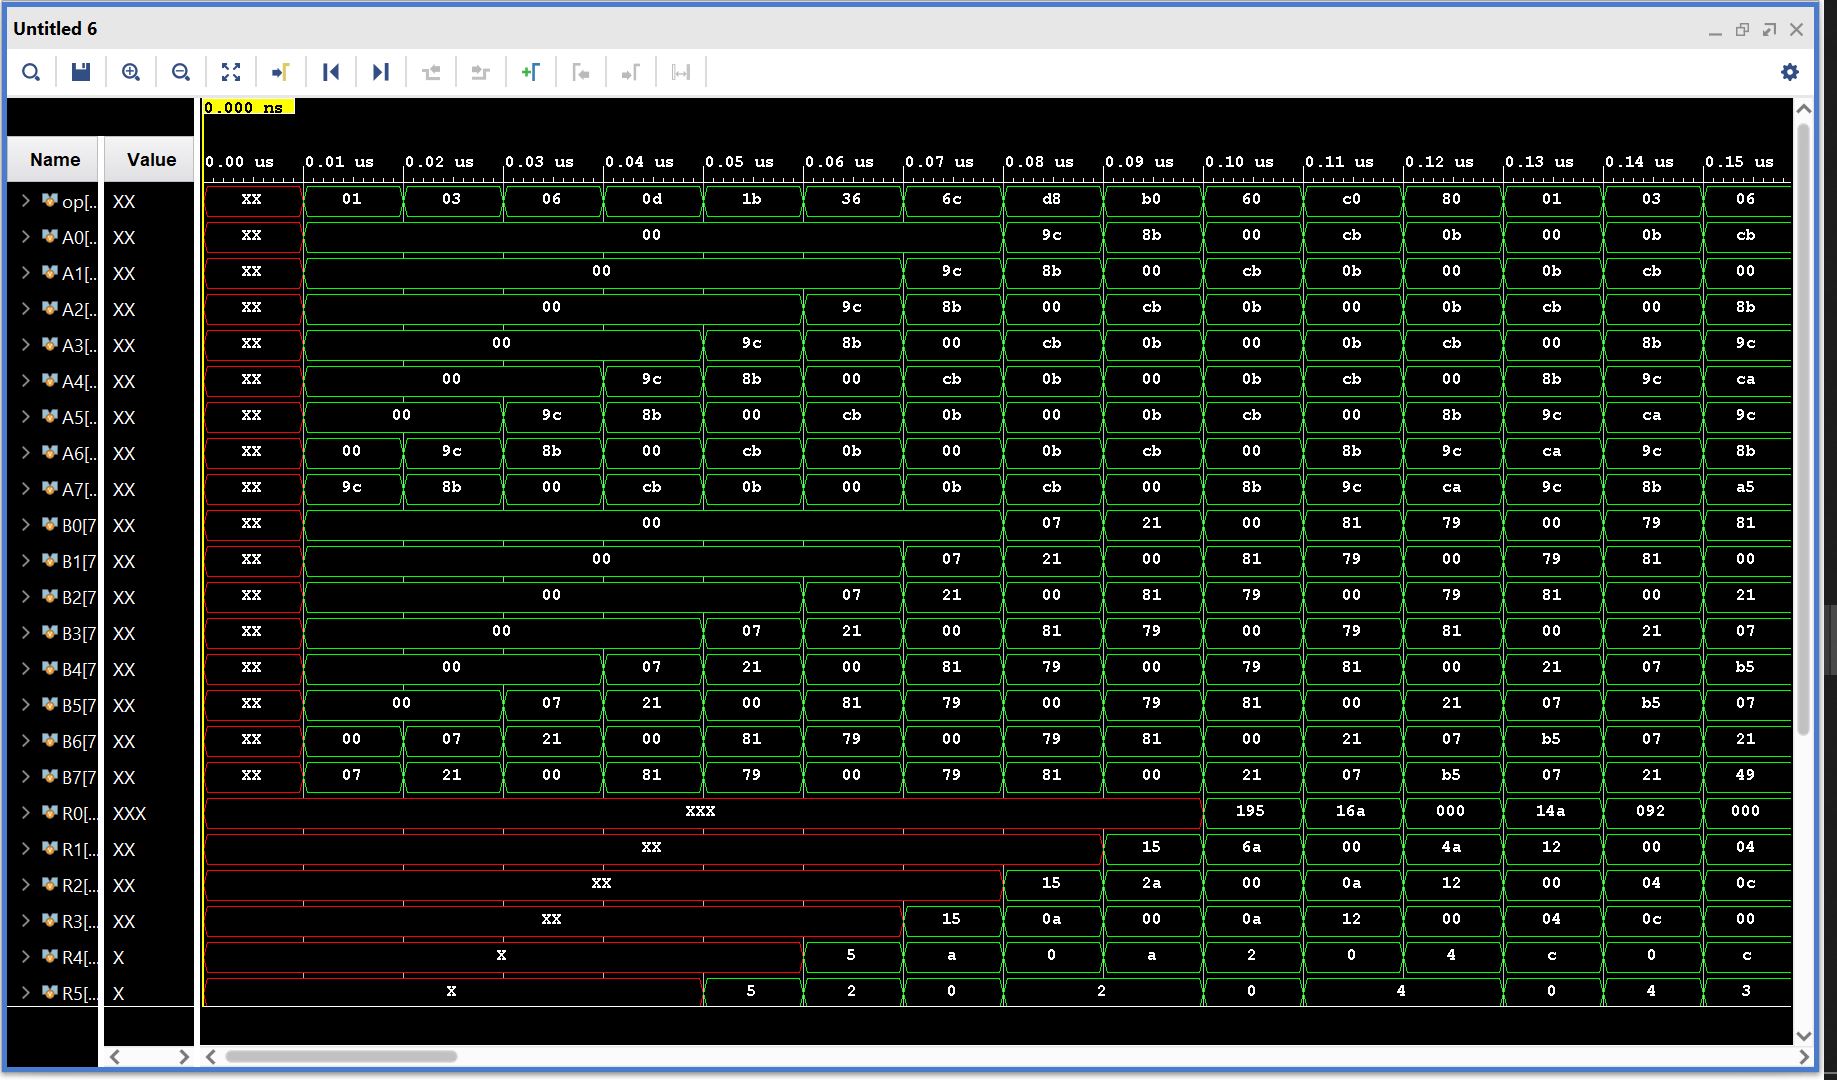 Untitled 6
0.000 ns
Name Value 0.00 us 0.01 us 0.02 us 0.03 us 0.04 us 0.05 us 0.06 us 0.07 us 0.08 us 0.09 us 0.10 us 0.11 us 0.12 us 0.13 us 0.14 us 0.15 us
op[.. XX XX 01 03 06 0d 1b 36 6c d8 b0 60 c0 80 01 03 06
A0[.. XX XX 00 9c 8b 00 cb 0b 00 0b cb
A1[.. XX XX 00 9c 8b 00 cb 0b 00 0b cb 00
A2[.. XX XX 00 9c 8b 00 cb 0b 00 0b cb 00 8b
A3[.. XX XX 00 9c 8b 00 cb 0b 00 0b cb 00 8b 9c
A4[.. XX XX 00 9c 8b 00 cb 0b 00 0b cb 00 8b 9c ca
A5[.. XX XX 00 9c 8b 00 cb 0b 00 0b cb 00 8b 9c ca 9c
A6[.. XX XX 00 9c 8b 00 cb 0b 00 0b cb 00 8b 9c ca 9c 8b
A7[.. XX XX 9c 8b 00 cb 0b 00 0b cb 00 8b 9c ca 9c 8b a5
B0[7 XX XX 00 07 21 00 81 79 00 79 81
B1[7 XX XX 00 07 21 00 81 79 00 79 81 00
B2[7 XX XX 00 07 21 00 81 79 00 79 81 00 21
B3[7 XX XX 00 07 21 00 81 79 00 79 81 00 21 07
B4[7 XX XX 00 07 21 00 81 79 00 79 81 00 21 07 b5
B5[7 XX XX 00 07 21 00 81 79 00 79 81 00 21 07 b5 07
B6[7 XX XX 00 07 21 00 81 79 00 79 81 00 21 07 b5 07 21
B7[7 XX XX 07 21 00 81 79 00 79 81 00 21 07 b5 07 21 49
R0[.. XXX XXX 195 16a 000 14a 092 000
R1[... XX XX 15 6a 00 4a 12 00 04
R2[... XX XX 15 2a 00 0a 12 00 04 0c
R3[... XX XX 15 0a 00 0a 12 00 04 0c 00
R4[... X X 5 a 0 a 2 0 4 c 0 c
R5[... X X 5 2 0 2 0 4 0 4 3